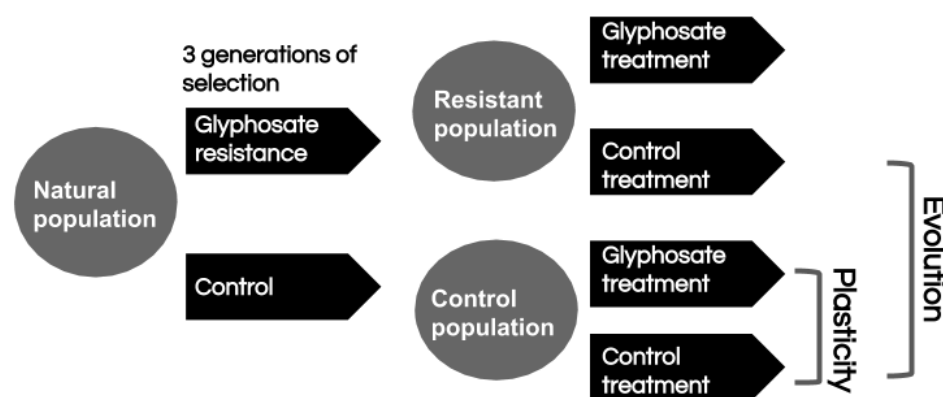 3 generations of
selection
Glyphosate
resistance
Natural
population
Control
Resistant
population
Control
population
Glyphosate
treatment
Control
treatment
Glyphosate
treatment
Control
treatment
Plasticity
Evolution